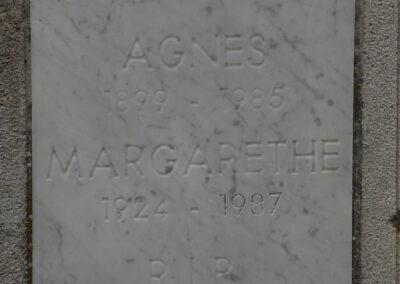 AGNES
1899 - 1985
MARGARETHE
1924 - 1987
R.I.P.